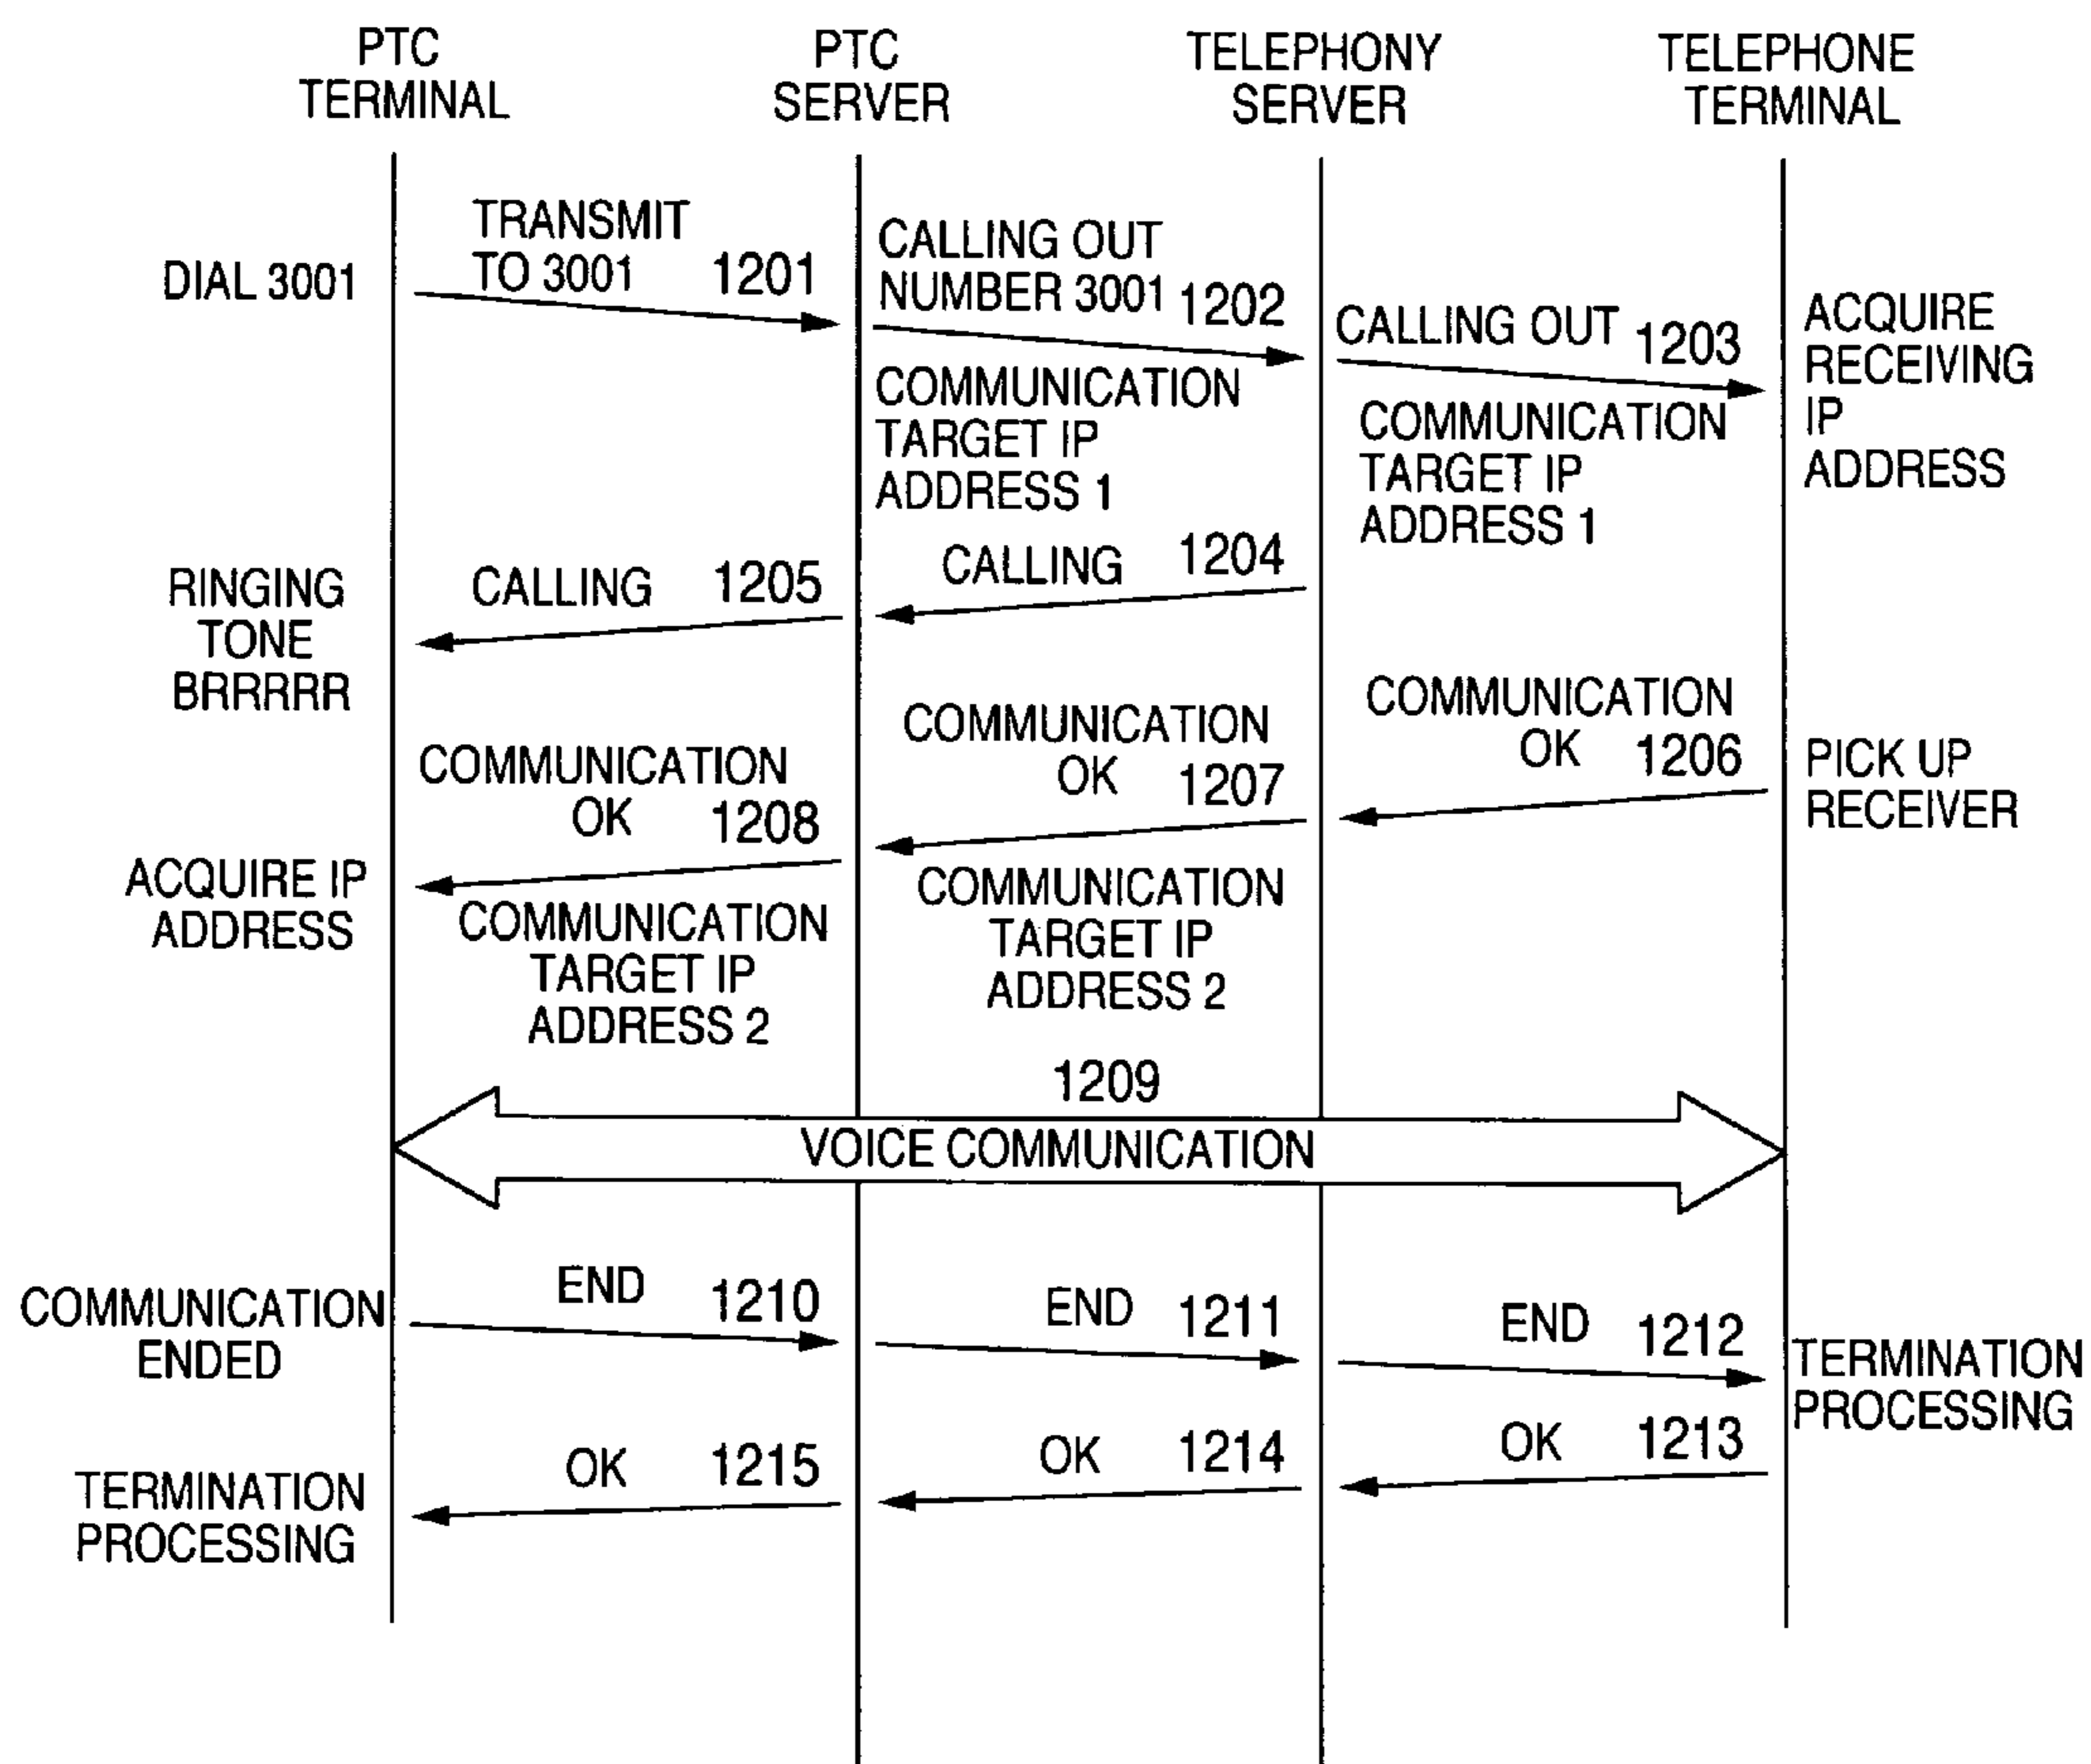 PTC
TERMINAL
PTC
SERVER
TELEPHONY
SERVER
TELEPHONE
TERMINAL
DIAL 3001
TRANSMIT
TO 3001 1201
CALLING OUT
NUMBER 3001 1202
COMMUNICATION
TARGET IP
ADDRESS 1
CALLING OUT 1203
COMMUNICATION
TARGET IP
ADDRESS 1
ACQUIRE
RECEIVING
IP
ADDRESS
CALLING 1204
CALLING 1205
RINGING
TONE
BRRRRR
COMMUNICATION
OK 1206
PICK UP
RECEIVER
COMMUNICATION
OK 1207
COMMUNICATION
TARGET IP
ADDRESS 2
COMMUNICATION
OK 1208
COMMUNICATION
TARGET IP
ADDRESS 2
ACQUIRE IP
ADDRESS
1209
VOICE COMMUNICATION
COMMUNICATION
ENDED
END 1210
END 1211
END 1212
TERMINATION
PROCESSING
OK 1213
OK 1214
OK 1215
TERMINATION
PROCESSING